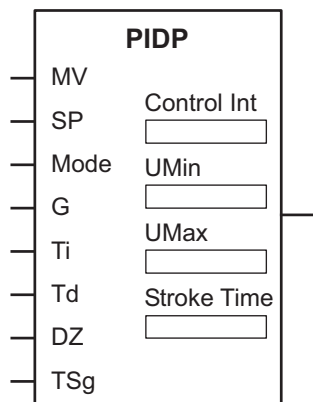 PIDP
MV
SP
Mode
G
Ti
Td
DZ
TSg
Control Int
UMin
UMax
Stroke Time